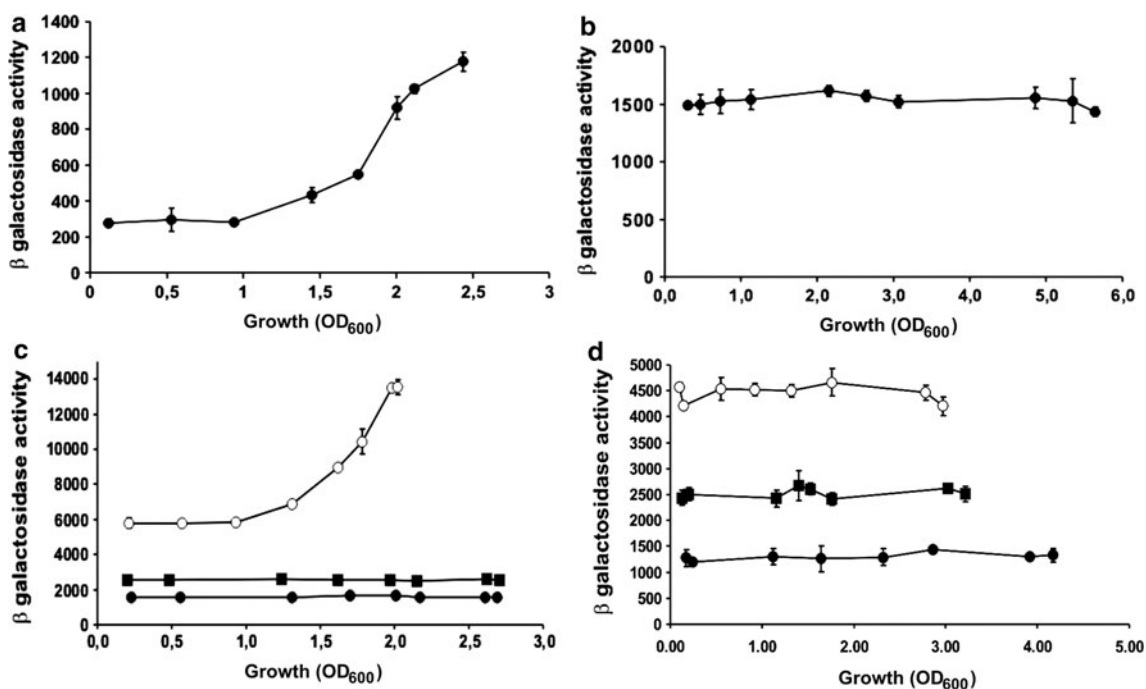 a
β galactosidase activity
1400
1200
1000
800
600
400
200
0
0 0,5 1 1,5 2 2,5 3
Growth (OD600)
b
β galactosidase activity
2000
1500
1000
500
0
0,0 1,0 2,0 3,0 4,0 5,0 6,0
Growth (OD600)
c
β galactosidase activity
14000
12000
10000
8000
6000
4000
2000
0
0,0 0,5 1,0 1,5 2,0 2,5 3,0
Growth (OD600)
d
β galactosidase activity
5000
4500
4000
3500
3000
2500
2000
1500
1000
500
0
0.00 1.00 2.00 3.00 4.00 5.00
Growth (OD600)